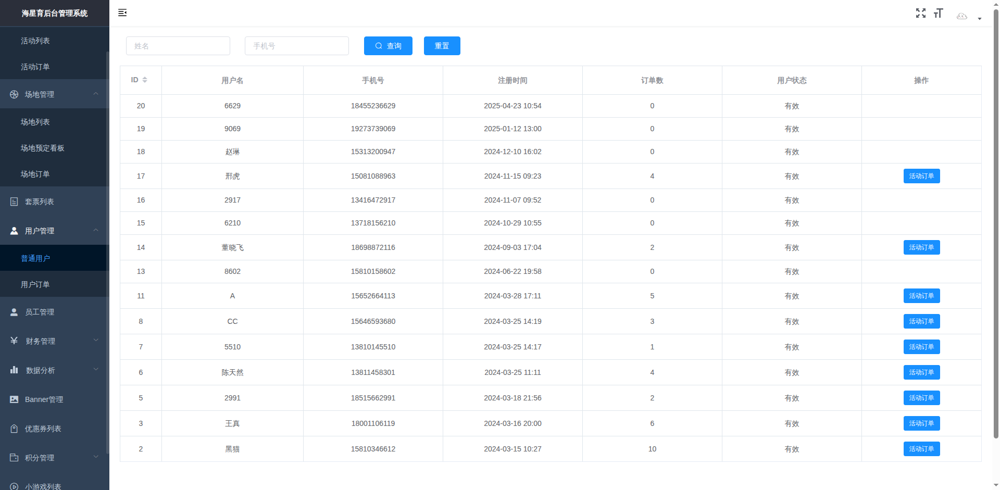 海星育后台管理系统
活动列表
活动订单
场地管理
场地列表
场地预定看板
场地订单
套票列表
用户管理
普通用户
用户订单
员工管理
财务管理
数据分析
Banner管理
优惠券列表
积分管理
小游戏列表
姓名 手机号 查询 重置
ID 用户名 手机号 注册时间 订单数 用户状态 操作
20 6629 18455236629 2025-04-23 10:54 0 有效
19 9069 19273739069 2025-01-12 13:00 0 有效
18 赵琳 15313200947 2024-12-10 16:02 0 有效
17 邢虎 15081088963 2024-11-15 09:23 4 有效 活动订单
16 2917 13416472917 2024-11-07 09:52 0 有效
15 6210 13718156210 2024-10-29 10:55 0 有效
14 董晓飞 18698872116 2024-09-03 17:04 2 有效 活动订单
13 8602 15810158602 2024-06-22 19:58 0 有效
11 A 15652664113 2024-03-28 17:11 5 有效 活动订单
8 CC 15646593680 2024-03-25 14:19 3 有效 活动订单
7 5510 13810145510 2024-03-25 14:17 1 有效 活动订单
6 陈天然 13811458301 2024-03-25 11:11 4 有效 活动订单
5 2991 18515662991 2024-03-18 21:56 2 有效 活动订单
3 王真 18001106119 2024-03-16 20:00 6 有效 活动订单
2 黑猫 15810346612 2024-03-15 10:27 10 有效 活动订单